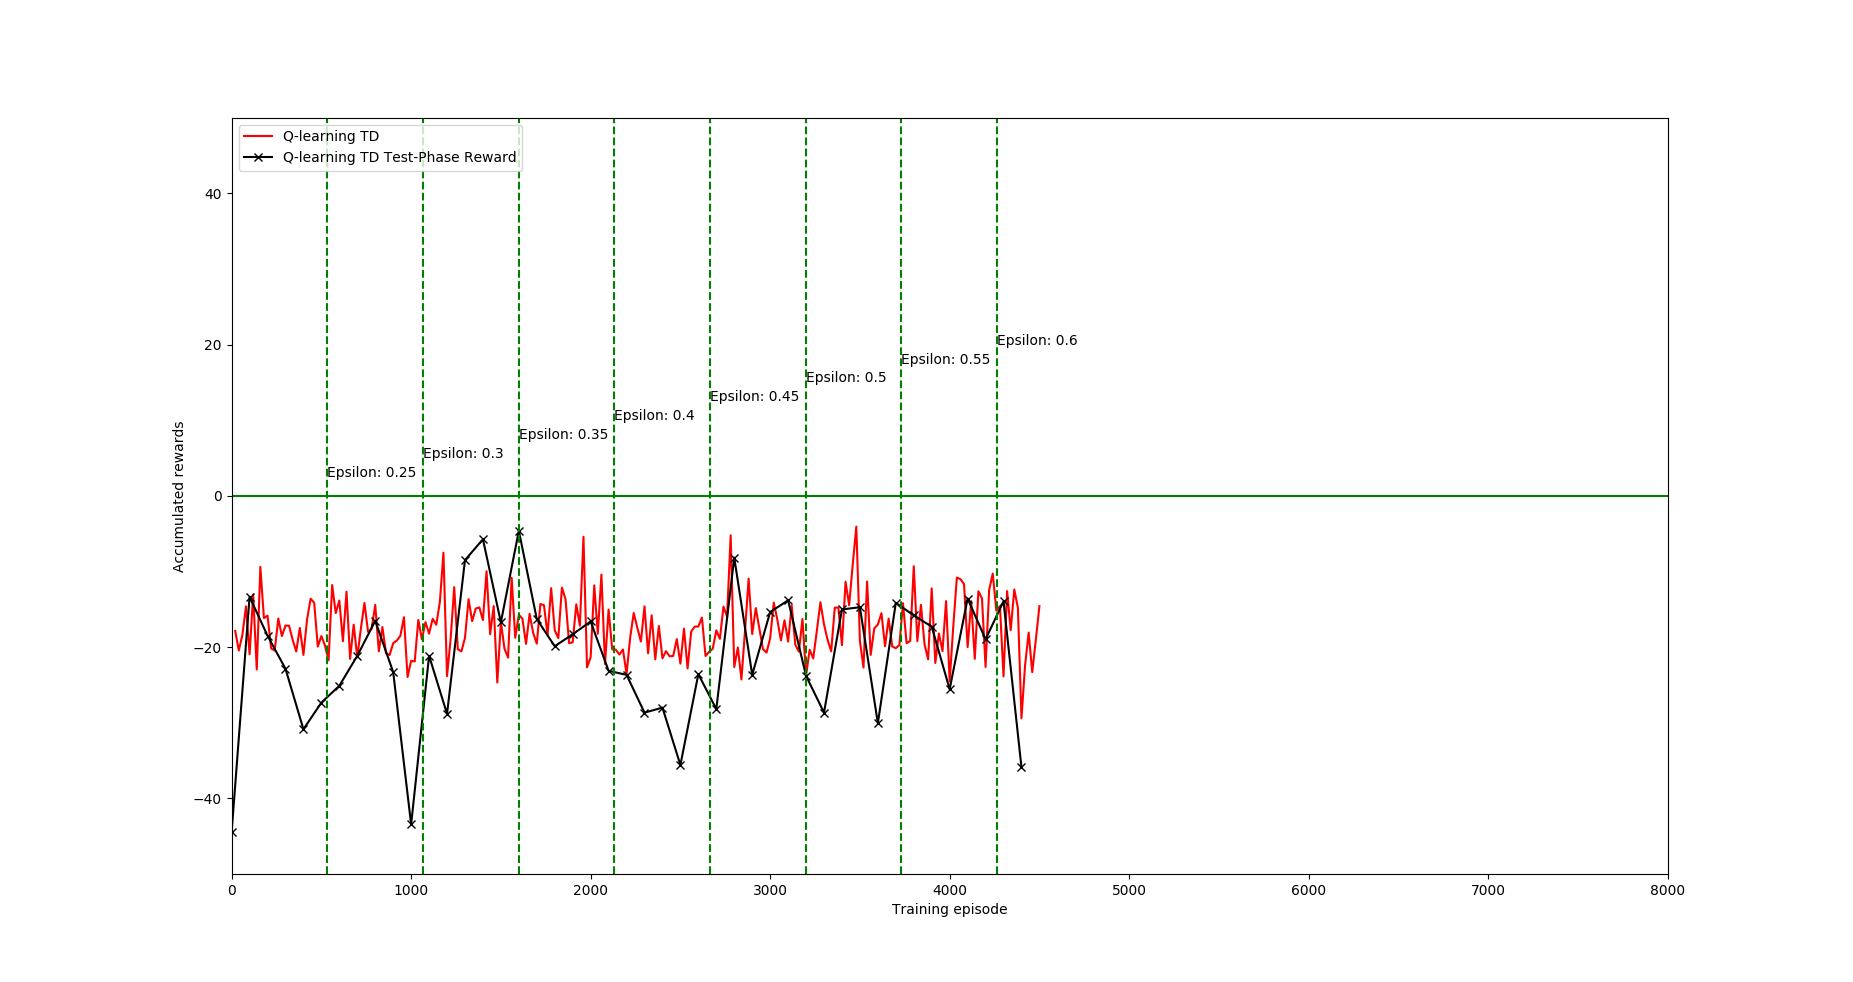 Q-learning TD
Q-learning TD Test-Phase Reward
40
20
0
−20
−40
Accumulated rewards
Epsilon: 0.25
Epsilon: 0.3
Epsilon: 0.35
Epsilon: 0.4
Epsilon: 0.45
Epsilon: 0.5
Epsilon: 0.55
Epsilon: 0.6
0 1000 2000 3000 4000 5000 6000 7000 8000
Training episode